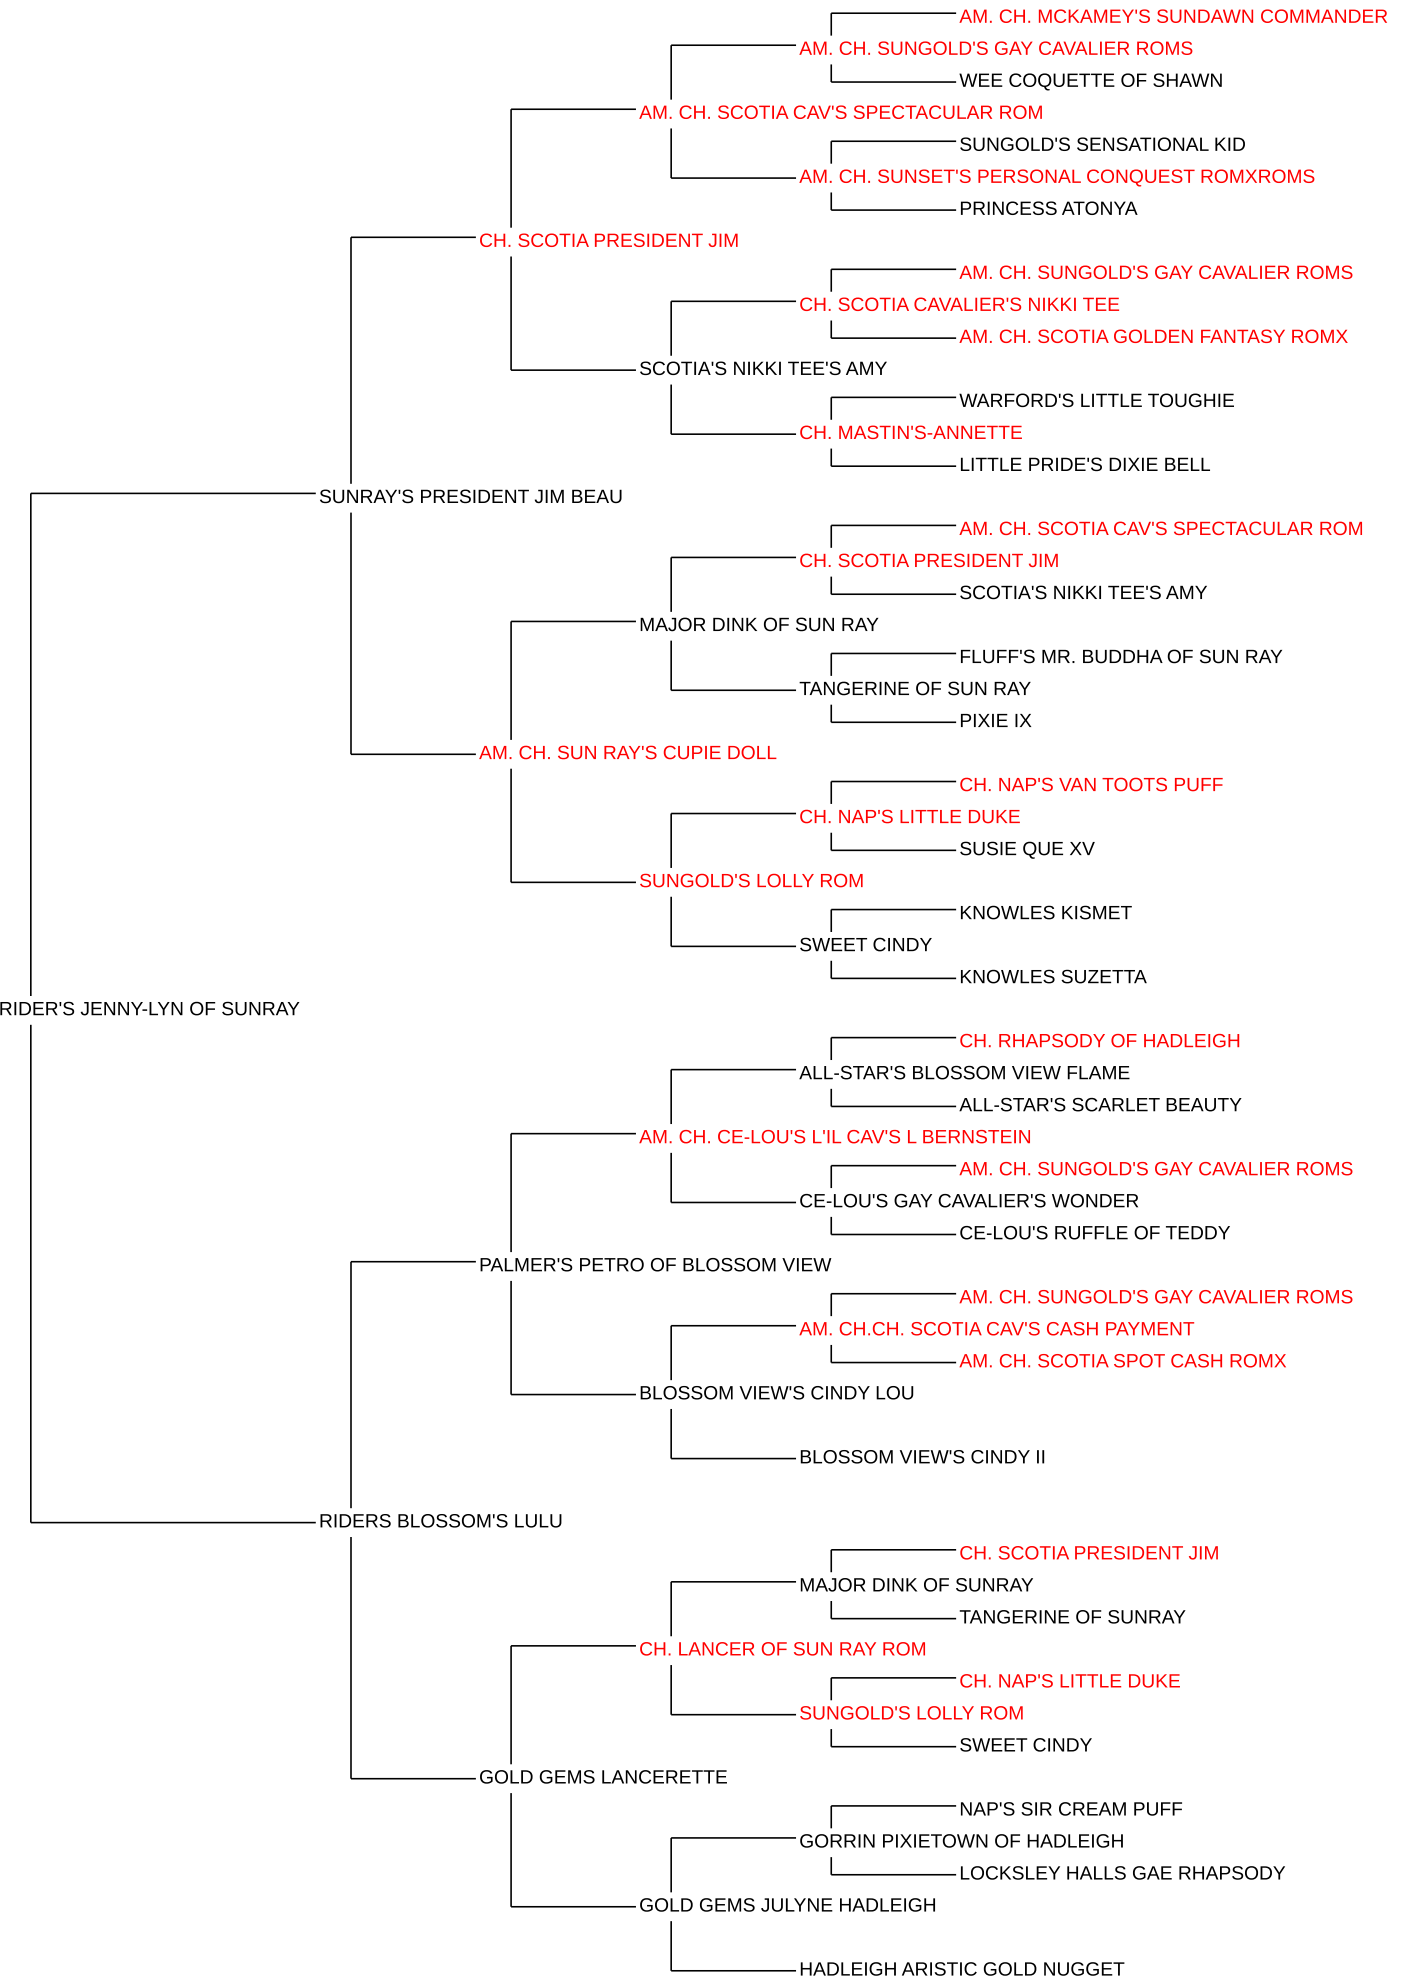 AM. CH. MCKAMEY'S SUNDAWN COMMANDER
AM. CH. SUNGOLD'S GAY CAVALIER ROMS
WEE COQUETTE OF SHAWN
AM. CH. SCOTIA CAV'S SPECTACULAR ROM
SUNGOLD'S SENSATIONAL KID
AM. CH. SUNSET'S PERSONAL CONQUEST ROMXROMS
PRINCESS ATONYA
CH. SCOTIA PRESIDENT JIM
AM. CH. SUNGOLD'S GAY CAVALIER ROMS
CH. SCOTIA CAVALIER'S NIKKI TEE
AM. CH. SCOTIA GOLDEN FANTASY ROMX
SCOTIA'S NIKKI TEE'S AMY
WARFORD'S LITTLE TOUGHIE
CH. MASTIN'S-ANNETTE
LITTLE PRIDE'S DIXIE BELL
SUNRAY'S PRESIDENT JIM BEAU
AM. CH. SCOTIA CAV'S SPECTACULAR ROM
CH. SCOTIA PRESIDENT JIM
SCOTIA'S NIKKI TEE'S AMY
MAJOR DINK OF SUN RAY
FLUFF'S MR. BUDDHA OF SUN RAY
TANGERINE OF SUN RAY
PIXIE IX
AM. CH. SUN RAY'S CUPIE DOLL
CH. NAP'S VAN TOOTS PUFF
CH. NAP'S LITTLE DUKE
SUSIE QUE XV
SUNGOLD'S LOLLY ROM
KNOWLES KISMET
SWEET CINDY
KNOWLES SUZETTA
RIDER'S JENNY-LYN OF SUNRAY
CH. RHAPSODY OF HADLEIGH
ALL-STAR'S BLOSSOM VIEW FLAME
ALL-STAR'S SCARLET BEAUTY
AM. CH. CE-LOU'S L'IL CAV'S L BERNSTEIN
AM. CH. SUNGOLD'S GAY CAVALIER ROMS
CE-LOU'S GAY CAVALIER'S WONDER
CE-LOU'S RUFFLE OF TEDDY
PALMER'S PETRO OF BLOSSOM VIEW
AM. CH. SUNGOLD'S GAY CAVALIER ROMS
AM. CH.CH. SCOTIA CAV'S CASH PAYMENT
AM. CH. SCOTIA SPOT CASH ROMX
BLOSSOM VIEW'S CINDY LOU
BLOSSOM VIEW'S CINDY II
RIDERS BLOSSOM'S LULU
CH. SCOTIA PRESIDENT JIM
MAJOR DINK OF SUNRAY
TANGERINE OF SUNRAY
CH. LANCER OF SUN RAY ROM
CH. NAP'S LITTLE DUKE
SUNGOLD'S LOLLY ROM
SWEET CINDY
GOLD GEMS LANCERETTE
NAP'S SIR CREAM PUFF
GORRIN PIXIETOWN OF HADLEIGH
LOCKSLEY HALLS GAE RHAPSODY
GOLD GEMS JULYNE HADLEIGH
HADLEIGH ARISTIC GOLD NUGGET